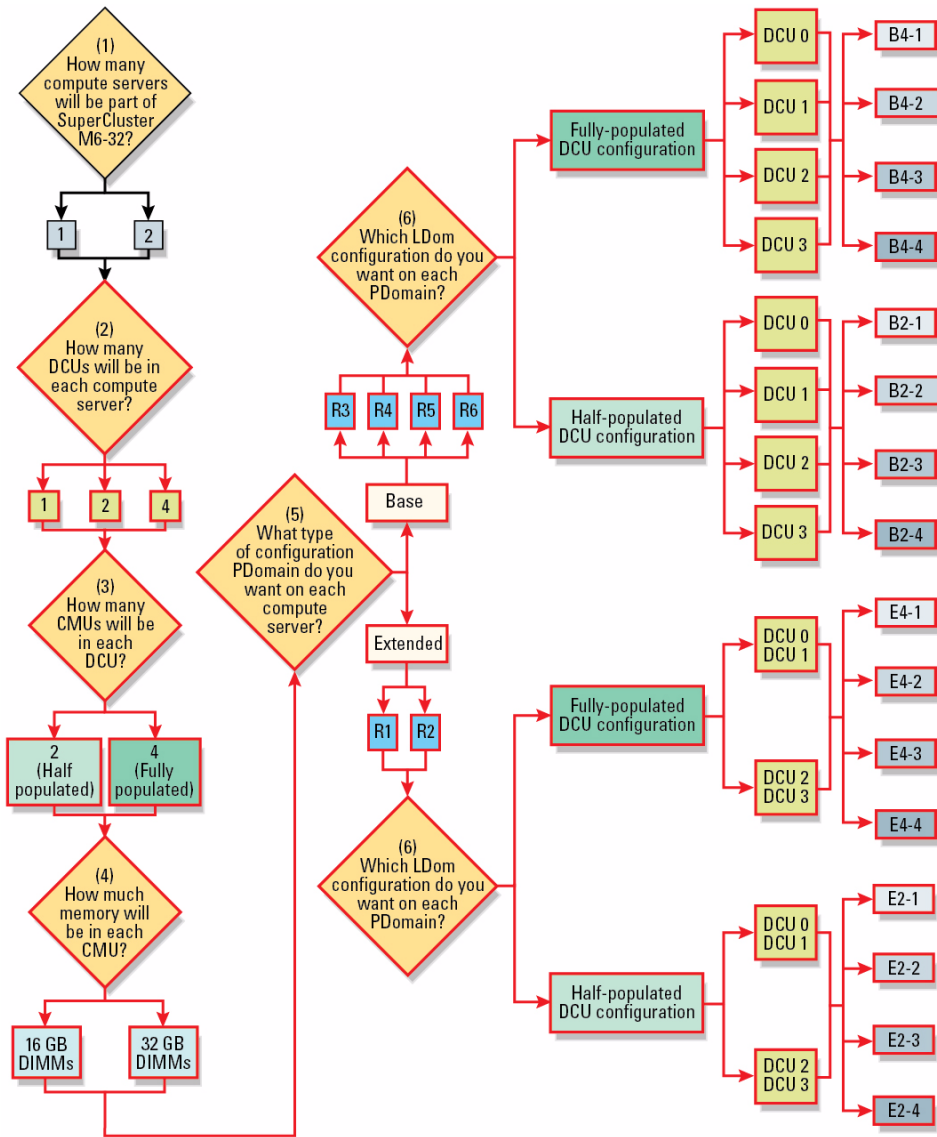 (1)
How many
compute servers
will be part of
SuperCluster
M6-32?
1
2
(2)
How many
DCUs will be in
each compute
server?
1
2
4
(3)
How many
CMUs will be
in each
DCU?
2
(Half
populated)
4
(Fully
populated)
(4)
How much
memory will
be in each
CMU?
16 GB
DIMMs
32 GB
DIMMs
(5)
What type
of configuration
PDomain do you
want on each
compute
server?
Base
R3
R4
R5
R6
(6)
Which LDom
configuration do you
want on each
PDomain?
Fully-populated
DCU configuration
DCU 0
DCU 1
DCU 2
DCU 3
B4-1
B4-2
B4-3
B4-4
Half-populated
DCU configuration
DCU 0
DCU 1
DCU 2
DCU 3
B2-1
B2-2
B2-3
B2-4
Extended
R1
R2
(6)
Which LDom
configuration do you
want on each
PDomain?
Fully-populated
DCU configuration
DCU 0
DCU 1
DCU 2
DCU 3
E4-1
E4-2
E4-3
E4-4
Half-populated
DCU configuration
DCU 0
DCU 1
DCU 2
DCU 3
E2-1
E2-2
E2-3
E2-4